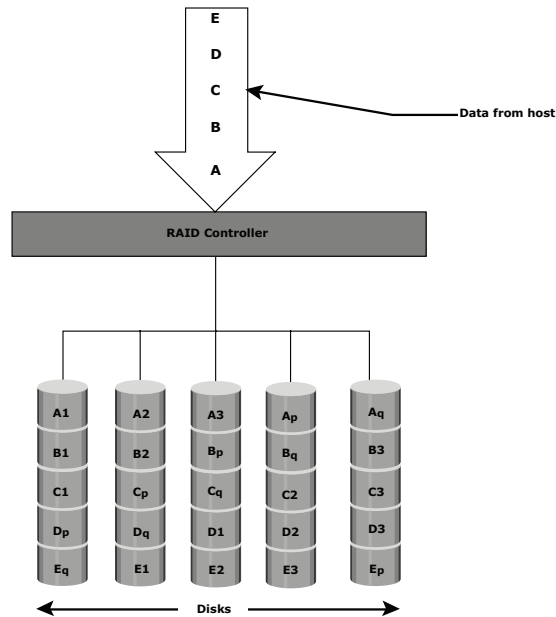 E
D
C
B
A
Data from host
RAID Controller
A1 A2 A3 Ap Aq
B1 B2 Bp Bq B3
C1 Cp Cq C2 C3
Dp Dq D1 D2 D3
Eq E1 E2 E3 Ep
Disks